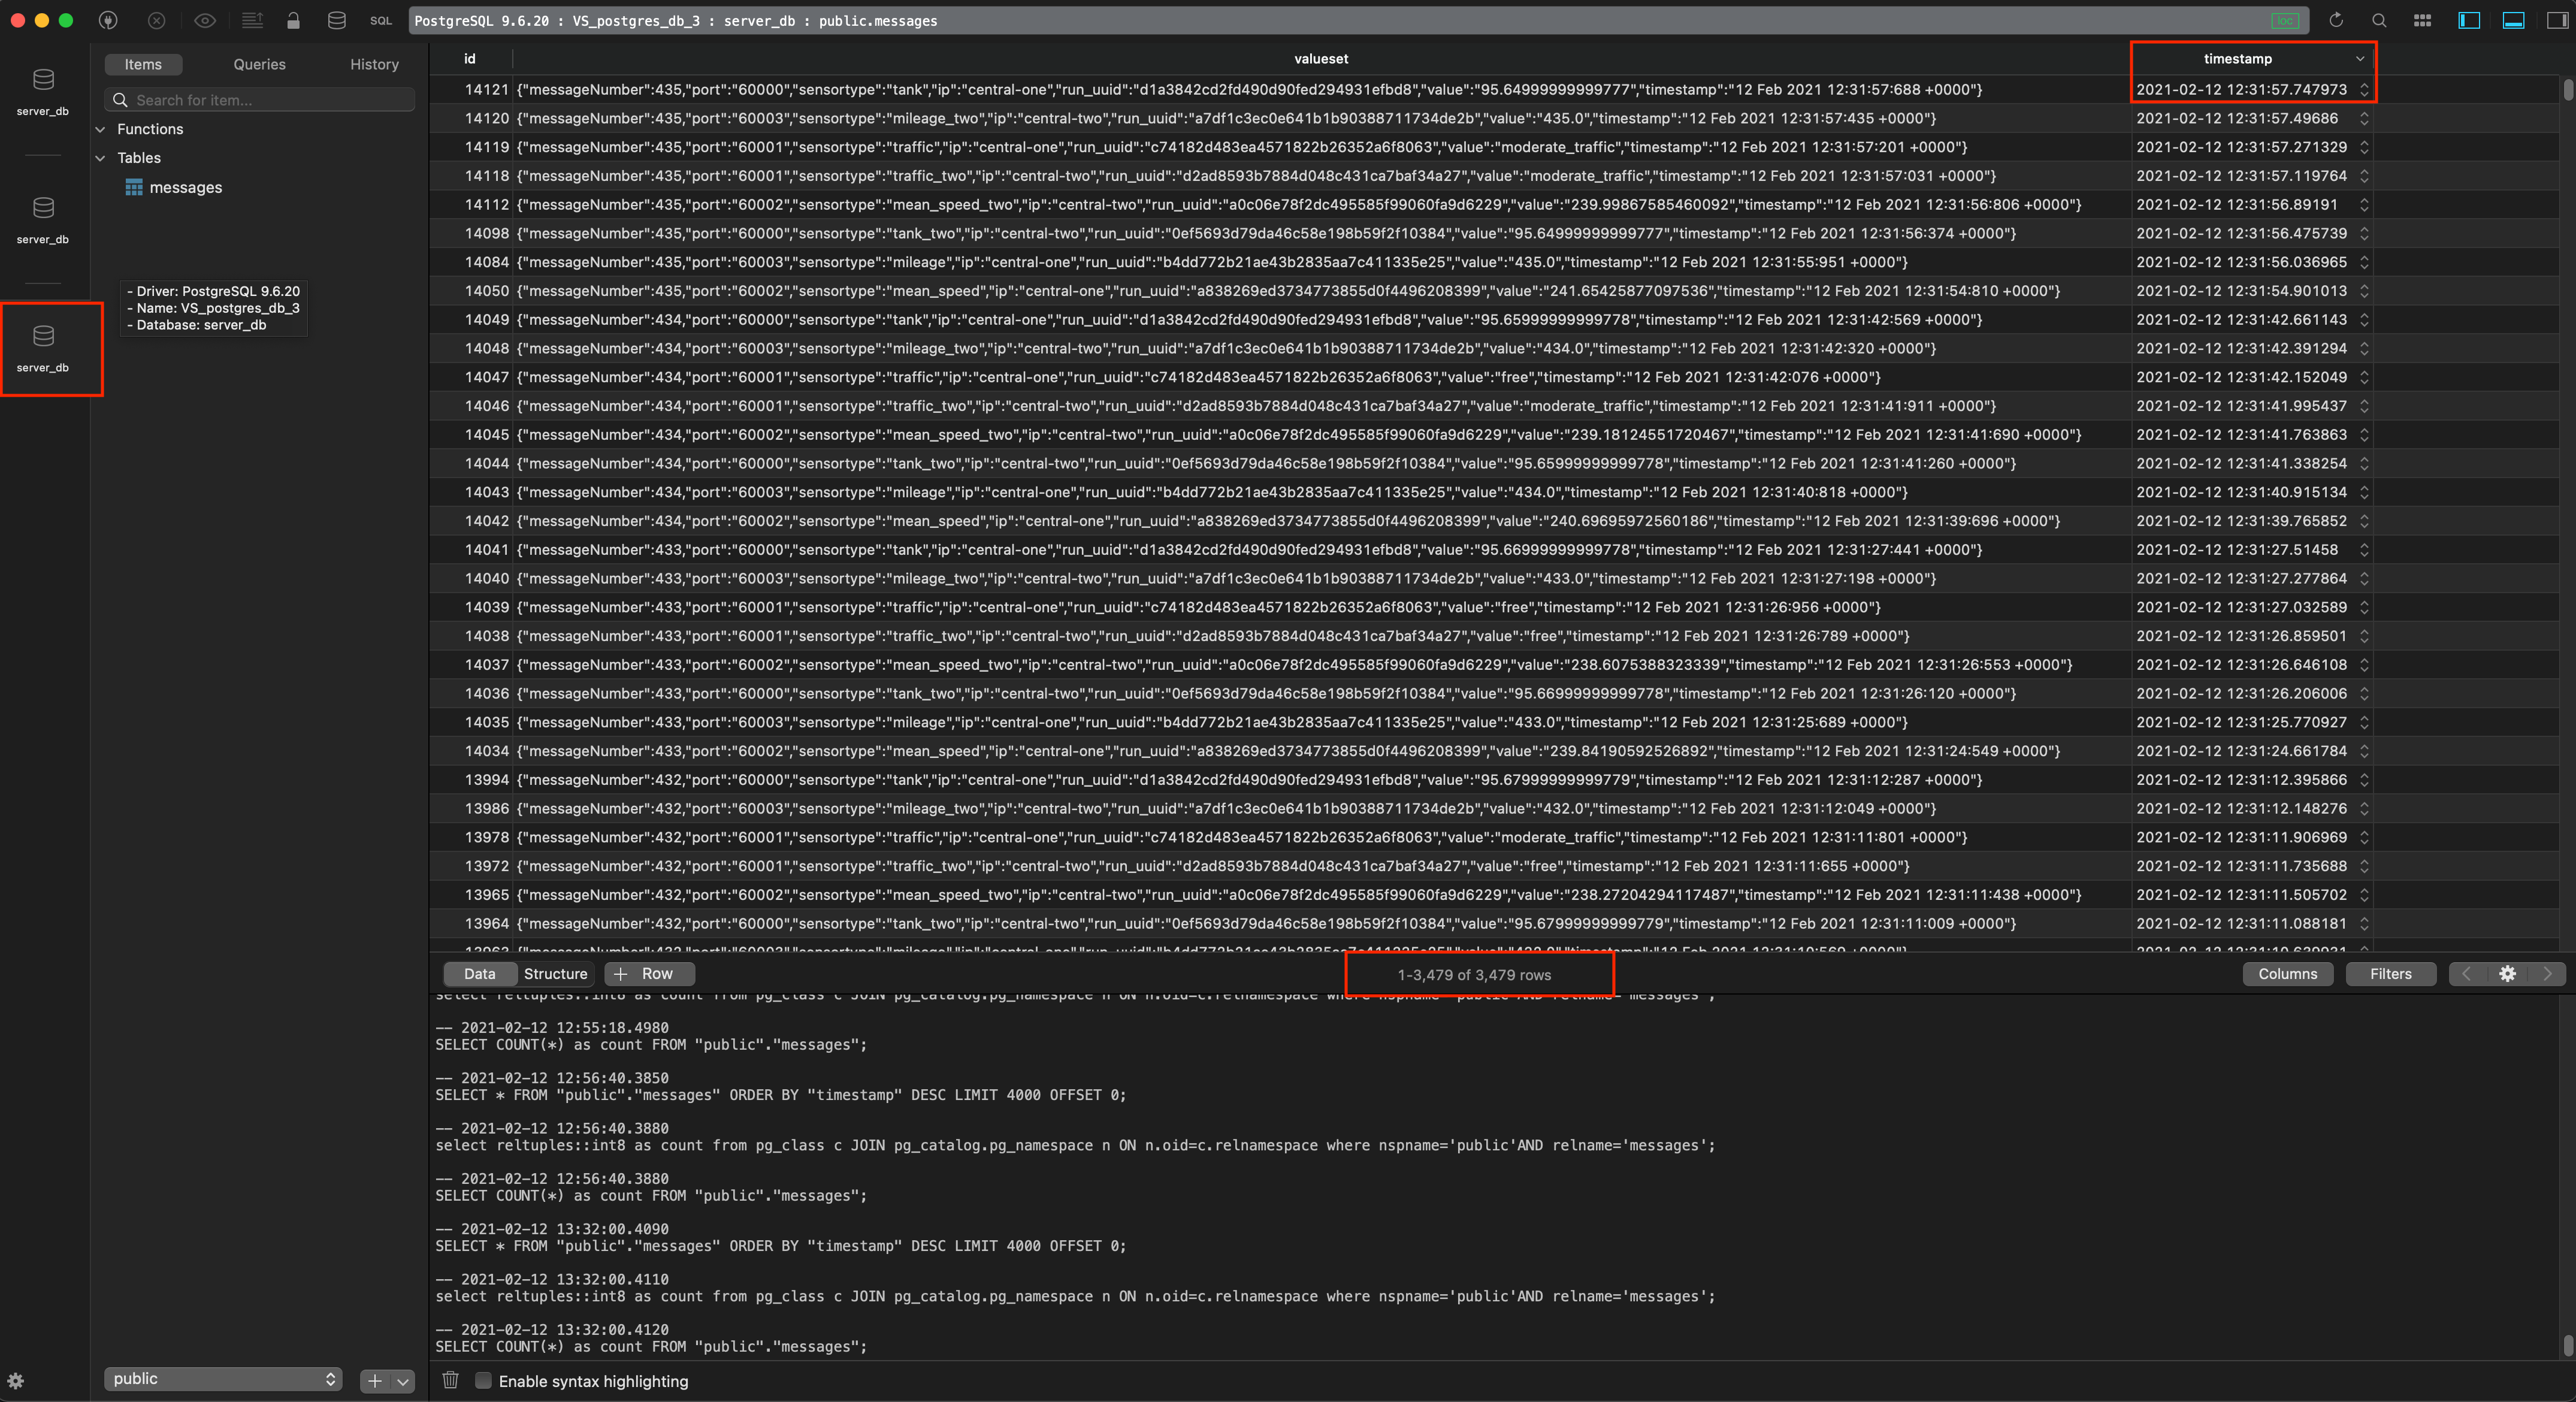 SQL
PostgreSQL 9.6.20 : VS_postgres_db_3 : server_db : public.messages
loc
server_db
server_db
server_db
Items Queries History
Search for item...
Functions
Tables
messages
- Driver: PostgreSQL 9.6.20
- Name: VS_postgres_db_3
- Database: server_db
id valueset timestamp
14121 {"messageNumber":435,"port":"60000","sensortype":"tank","ip":"central-one","run_uuid":"d1a3842cd2fd490d90fed294931efbd8","value":"95.64999999999777","timestamp":"12 Feb 2021 12:31:57:688 +0000"} 2021-02-12 12:31:57.747973
14120 {"messageNumber":435,"port":"60003","sensortype":"mileage_two","ip":"central-two","run_uuid":"a7df1c3ec0e641b1b90388711734de2b","value":"435.0","timestamp":"12 Feb 2021 12:31:57:435 +0000"} 2021-02-12 12:31:57.49686
14119 {"messageNumber":435,"port":"60001","sensortype":"traffic","ip":"central-one","run_uuid":"c74182d483ea4571822b26352a6f8063","value":"moderate_traffic","timestamp":"12 Feb 2021 12:31:57:201 +0000"} 2021-02-12 12:31:57.271329
14118 {"messageNumber":435,"port":"60001","sensortype":"traffic_two","ip":"central-two","run_uuid":"d2ad8593b7884d048c431ca7baf34a27","value":"moderate_traffic","timestamp":"12 Feb 2021 12:31:57:031 +0000"} 2021-02-12 12:31:57.119764
14112 {"messageNumber":435,"port":"60002","sensortype":"mean_speed_two","ip":"central-two","run_uuid":"a0c06e78f2dc495585f99060fa9d6229","value":"239.99867585460092","timestamp":"12 Feb 2021 12:31:56:806 +0000"} 2021-02-12 12:31:56.89191
14098 {"messageNumber":435,"port":"60000","sensortype":"tank_two","ip":"central-two","run_uuid":"0ef5693d79da46c58e198b59f2f10384","value":"95.64999999999777","timestamp":"12 Feb 2021 12:31:56:374 +0000"} 2021-02-12 12:31:56.475739
14084 {"messageNumber":435,"port":"60003","sensortype":"mileage","ip":"central-one","run_uuid":"b4dd772b21ae43b2835aa7c411335e25","value":"435.0","timestamp":"12 Feb 2021 12:31:55:951 +0000"} 2021-02-12 12:31:56.036965
14050 {"messageNumber":435,"port":"60002","sensortype":"mean_speed","ip":"central-one","run_uuid":"a838269ed3734773855d0f4496208399","value":"241.65425877097536","timestamp":"12 Feb 2021 12:31:54:810 +0000"} 2021-02-12 12:31:54.901013
14049 {"messageNumber":434,"port":"60000","sensortype":"tank","ip":"central-one","run_uuid":"d1a3842cd2fd490d90fed294931efbd8","value":"95.65999999999778","timestamp":"12 Feb 2021 12:31:42:569 +0000"} 2021-02-12 12:31:42.661143
14048 {"messageNumber":434,"port":"60003","sensortype":"mileage_two","ip":"central-two","run_uuid":"a7df1c3ec0e641b1b90388711734de2b","value":"434.0","timestamp":"12 Feb 2021 12:31:42:320 +0000"} 2021-02-12 12:31:42.391294
14047 {"messageNumber":434,"port":"60001","sensortype":"traffic","ip":"central-one","run_uuid":"c74182d483ea4571822b26352a6f8063","value":"free","timestamp":"12 Feb 2021 12:31:42:076 +0000"} 2021-02-12 12:31:42.152049
14046 {"messageNumber":434,"port":"60001","sensortype":"traffic_two","ip":"central-two","run_uuid":"d2ad8593b7884d048c431ca7baf34a27","value":"moderate_traffic","timestamp":"12 Feb 2021 12:31:41:911 +0000"} 2021-02-12 12:31:41.995437
14045 {"messageNumber":434,"port":"60002","sensortype":"mean_speed_two","ip":"central-two","run_uuid":"a0c06e78f2dc495585f99060fa9d6229","value":"239.18124551720467","timestamp":"12 Feb 2021 12:31:41:690 +0000"} 2021-02-12 12:31:41.763863
14044 {"messageNumber":434,"port":"60000","sensortype":"tank_two","ip":"central-two","run_uuid":"0ef5693d79da46c58e198b59f2f10384","value":"95.65999999999778","timestamp":"12 Feb 2021 12:31:41:260 +0000"} 2021-02-12 12:31:41.338254
14043 {"messageNumber":434,"port":"60003","sensortype":"mileage","ip":"central-one","run_uuid":"b4dd772b21ae43b2835aa7c411335e25","value":"434.0","timestamp":"12 Feb 2021 12:31:40:818 +0000"} 2021-02-12 12:31:40.915134
14042 {"messageNumber":434,"port":"60002","sensortype":"mean_speed","ip":"central-one","run_uuid":"a838269ed3734773855d0f4496208399","value":"240.69695972560186","timestamp":"12 Feb 2021 12:31:39:696 +0000"} 2021-02-12 12:31:39.765852
14041 {"messageNumber":433,"port":"60000","sensortype":"tank","ip":"central-one","run_uuid":"d1a3842cd2fd490d90fed294931efbd8","value":"95.66999999999778","timestamp":"12 Feb 2021 12:31:27:441 +0000"} 2021-02-12 12:31:27.51458
14040 {"messageNumber":433,"port":"60003","sensortype":"mileage_two","ip":"central-two","run_uuid":"a7df1c3ec0e641b1b90388711734de2b","value":"433.0","timestamp":"12 Feb 2021 12:31:27:198 +0000"} 2021-02-12 12:31:27.277864
14039 {"messageNumber":433,"port":"60001","sensortype":"traffic","ip":"central-one","run_uuid":"c74182d483ea4571822b26352a6f8063","value":"free","timestamp":"12 Feb 2021 12:31:26:956 +0000"} 2021-02-12 12:31:27.032589
14038 {"messageNumber":433,"port":"60001","sensortype":"traffic_two","ip":"central-two","run_uuid":"d2ad8593b7884d048c431ca7baf34a27","value":"free","timestamp":"12 Feb 2021 12:31:26:789 +0000"} 2021-02-12 12:31:26.859501
14037 {"messageNumber":433,"port":"60002","sensortype":"mean_speed_two","ip":"central-two","run_uuid":"a0c06e78f2dc495585f99060fa9d6229","value":"238.6075388323339","timestamp":"12 Feb 2021 12:31:26:553 +0000"} 2021-02-12 12:31:26.646108
14036 {"messageNumber":433,"port":"60000","sensortype":"tank_two","ip":"central-two","run_uuid":"0ef5693d79da46c58e198b59f2f10384","value":"95.66999999999778","timestamp":"12 Feb 2021 12:31:26:120 +0000"} 2021-02-12 12:31:26.206006
14035 {"messageNumber":433,"port":"60003","sensortype":"mileage","ip":"central-one","run_uuid":"b4dd772b21ae43b2835aa7c411335e25","value":"433.0","timestamp":"12 Feb 2021 12:31:25:689 +0000"} 2021-02-12 12:31:25.770927
14034 {"messageNumber":433,"port":"60002","sensortype":"mean_speed","ip":"central-one","run_uuid":"a838269ed3734773855d0f4496208399","value":"239.84190592526892","timestamp":"12 Feb 2021 12:31:24:549 +0000"} 2021-02-12 12:31:24.661784
13994 {"messageNumber":432,"port":"60000","sensortype":"tank","ip":"central-one","run_uuid":"d1a3842cd2fd490d90fed294931efbd8","value":"95.67999999999779","timestamp":"12 Feb 2021 12:31:12:287 +0000"} 2021-02-12 12:31:12.395866
13986 {"messageNumber":432,"port":"60003","sensortype":"mileage_two","ip":"central-two","run_uuid":"a7df1c3ec0e641b1b90388711734de2b","value":"432.0","timestamp":"12 Feb 2021 12:31:12:049 +0000"} 2021-02-12 12:31:12.148276
13978 {"messageNumber":432,"port":"60001","sensortype":"traffic","ip":"central-one","run_uuid":"c74182d483ea4571822b26352a6f8063","value":"moderate_traffic","timestamp":"12 Feb 2021 12:31:11:801 +0000"} 2021-02-12 12:31:11.906969
13972 {"messageNumber":432,"port":"60001","sensortype":"traffic_two","ip":"central-two","run_uuid":"d2ad8593b7884d048c431ca7baf34a27","value":"free","timestamp":"12 Feb 2021 12:31:11:655 +0000"} 2021-02-12 12:31:11.735688
13965 {"messageNumber":432,"port":"60002","sensortype":"mean_speed_two","ip":"central-two","run_uuid":"a0c06e78f2dc495585f99060fa9d6229","value":"238.27204294117487","timestamp":"12 Feb 2021 12:31:11:438 +0000"} 2021-02-12 12:31:11.505702
13964 {"messageNumber":432,"port":"60000","sensortype":"tank_two","ip":"central-two","run_uuid":"0ef5693d79da46c58e198b59f2f10384","value":"95.67999999999779","timestamp":"12 Feb 2021 12:31:11:009 +0000"} 2021-02-12 12:31:11.088181
Data Structure + Row 1-3,479 of 3,479 rows Columns Filters
select reltuples::int8 as count from pg_class c JOIN pg_catalog.pg_namespace n ON n.oid=c.relnamespace where nspname='public'AND relname='messages';
-- 2021-02-12 12:55:18.4980
SELECT COUNT(*) as count FROM "public"."messages";
-- 2021-02-12 12:56:40.3850
SELECT * FROM "public"."messages" ORDER BY "timestamp" DESC LIMIT 4000 OFFSET 0;
-- 2021-02-12 12:56:40.3880
select reltuples::int8 as count from pg_class c JOIN pg_catalog.pg_namespace n ON n.oid=c.relnamespace where nspname='public'AND relname='messages';
-- 2021-02-12 12:56:40.3880
SELECT COUNT(*) as count FROM "public"."messages";
-- 2021-02-12 13:32:00.4090
SELECT * FROM "public"."messages" ORDER BY "timestamp" DESC LIMIT 4000 OFFSET 0;
-- 2021-02-12 13:32:00.4110
select reltuples::int8 as count from pg_class c JOIN pg_catalog.pg_namespace n ON n.oid=c.relnamespace where nspname='public'AND relname='messages';
-- 2021-02-12 13:32:00.4120
SELECT COUNT(*) as count FROM "public"."messages";
public
Enable syntax highlighting